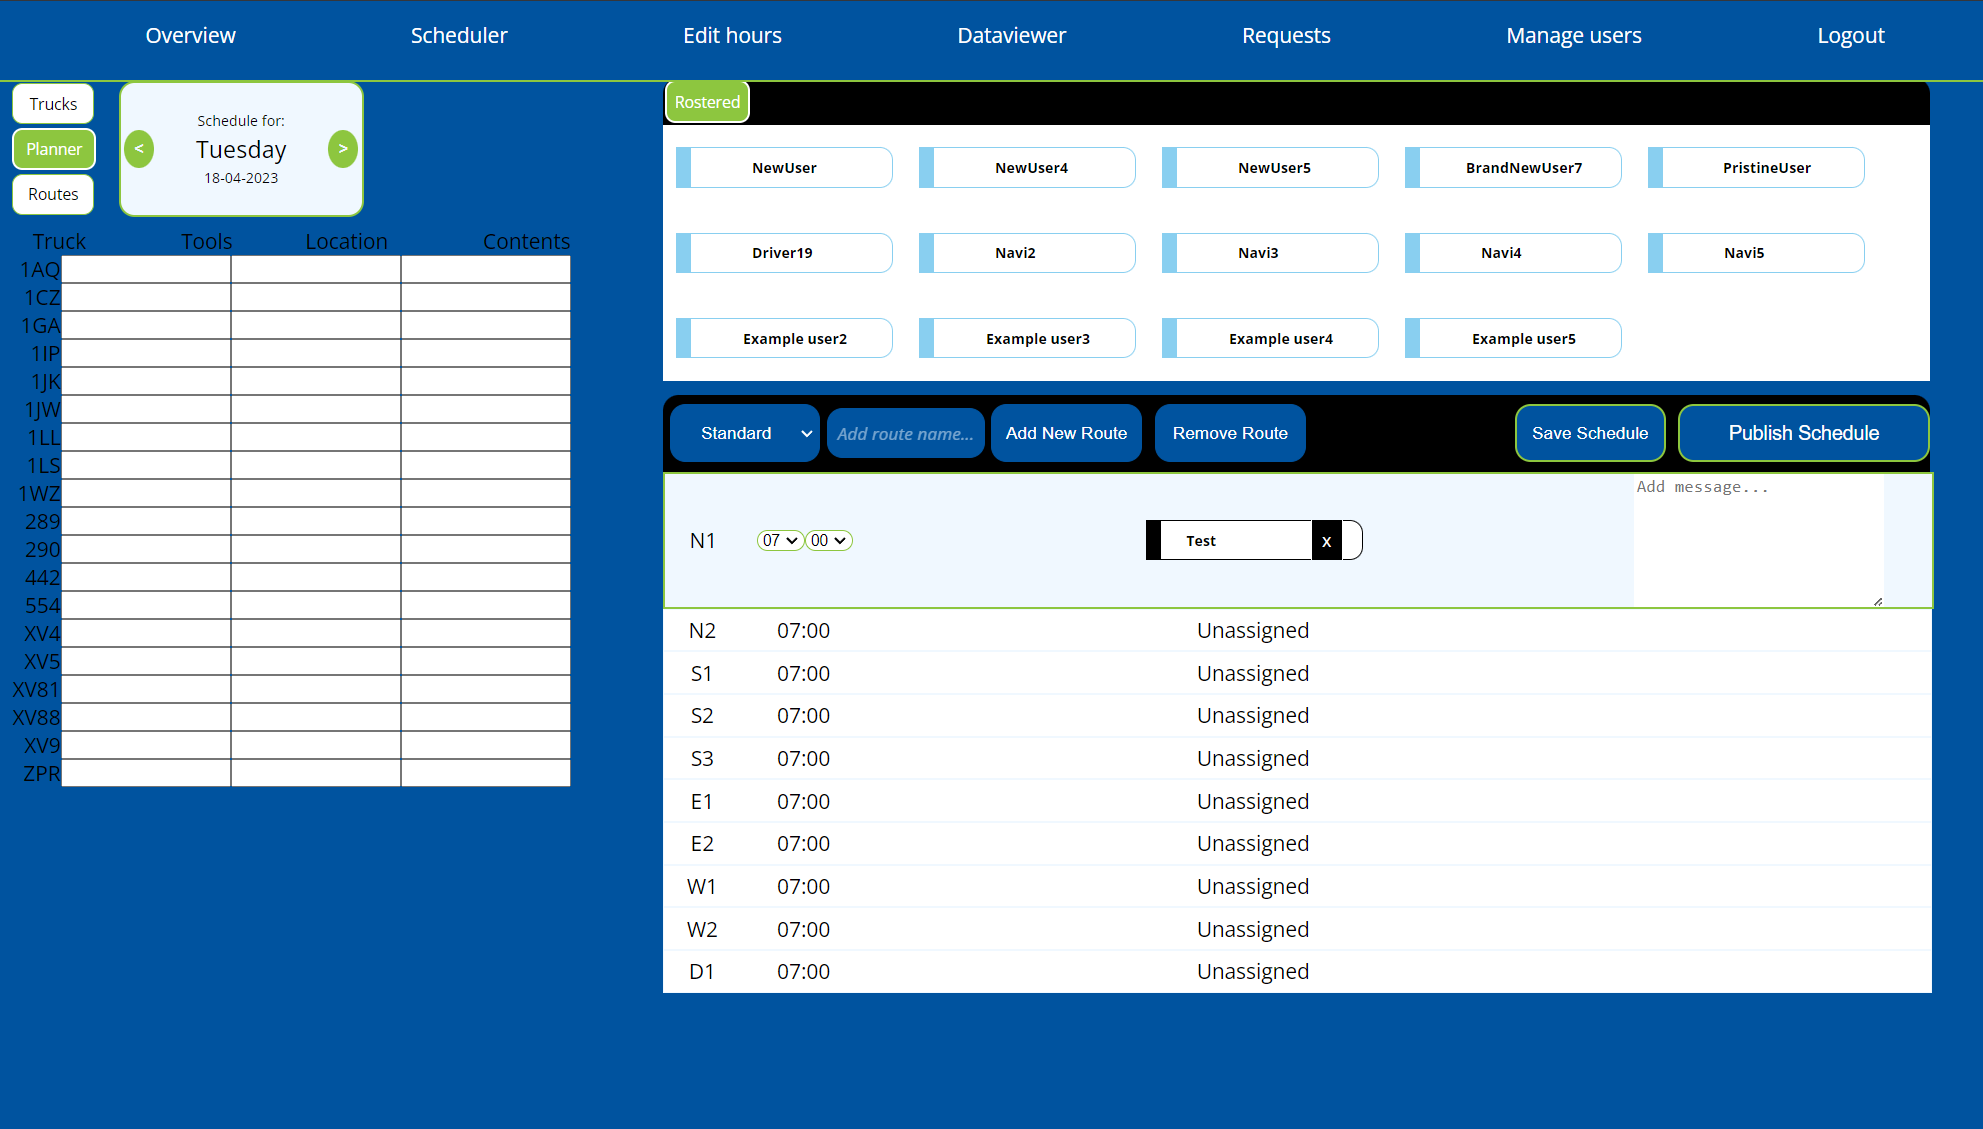 Overview Scheduler Edit hours Dataviewer Requests Manage users Logout
Trucks
Planner
Routes
<
Schedule for:
Tuesday
18-04-2023
>
Truck Tools Location Contents
1AQ
1CZ
1GA
1IP
1JK
1JW
1LL
1LS
1WZ
289
290
442
554
XV4
XV5
XV81
XV88
XV9
ZPR
Rostered
NewUser NewUser4 NewUser5 BrandNewUser7 PristineUser
Driver19 Navi2 Navi3 Navi4 Navi5
Example user2 Example user3 Example user4 Example user5
Standard Add route name... Add New Route Remove Route Save Schedule Publish Schedule
N1 07 00 Test x Add message...
N2 07:00 Unassigned
S1 07:00 Unassigned
S2 07:00 Unassigned
S3 07:00 Unassigned
E1 07:00 Unassigned
E2 07:00 Unassigned
W1 07:00 Unassigned
W2 07:00 Unassigned
D1 07:00 Unassigned